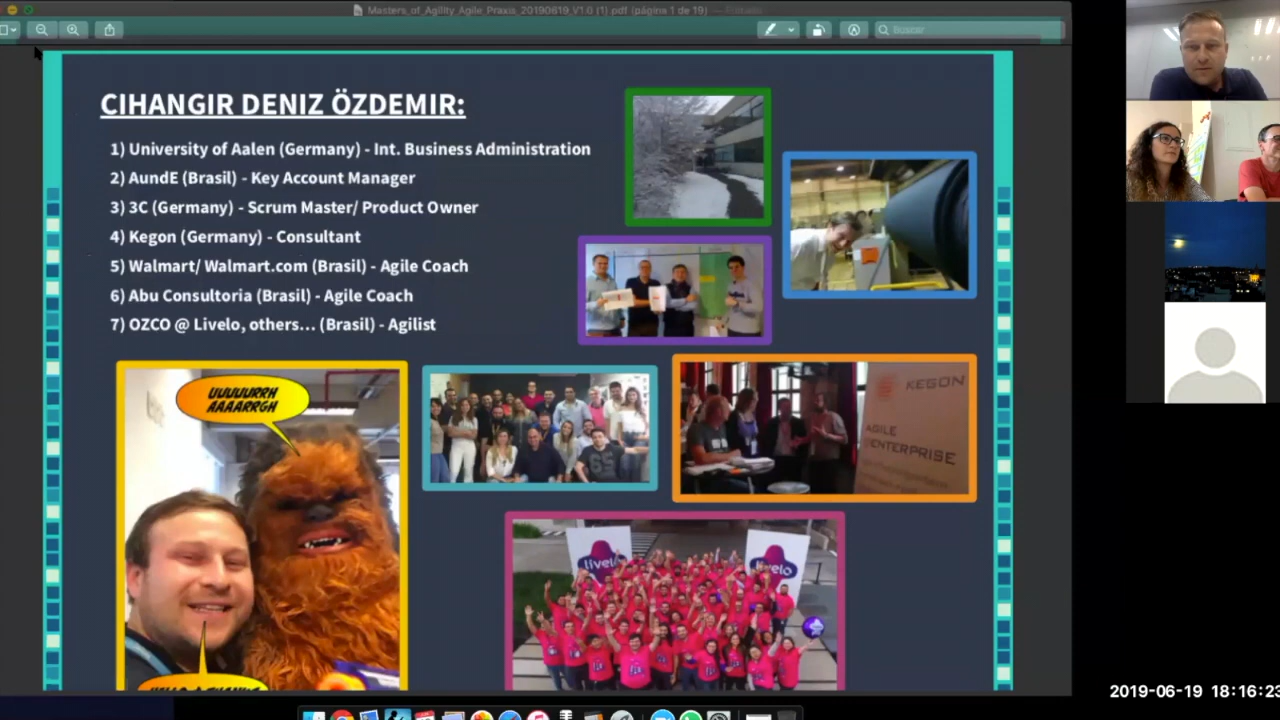 Masters_of_Agility_Agile_Praxis_20190619_V1.0 (1).pdf (página 1 de 19)
Buscar
CIHANGIR DENIZ ÖZDEMIR:
1) University of Aalen (Germany) - Int. Business Administration
2) AundE (Brasil) - Key Account Manager
3) 3C (Germany) - Scrum Master/ Product Owner
4) Kegon (Germany) - Consultant
5) Walmart/ Walmart.com (Brasil) - Agile Coach
6) Abu Consultoria (Brasil) - Agile Coach
7) OZCO @ Livelo, others... (Brasil) - Agilist
UUUUURRH
AAAARRGH
KEGON
AGILE
ENTERPRISE
livelo
2019-06-19 18:16:23